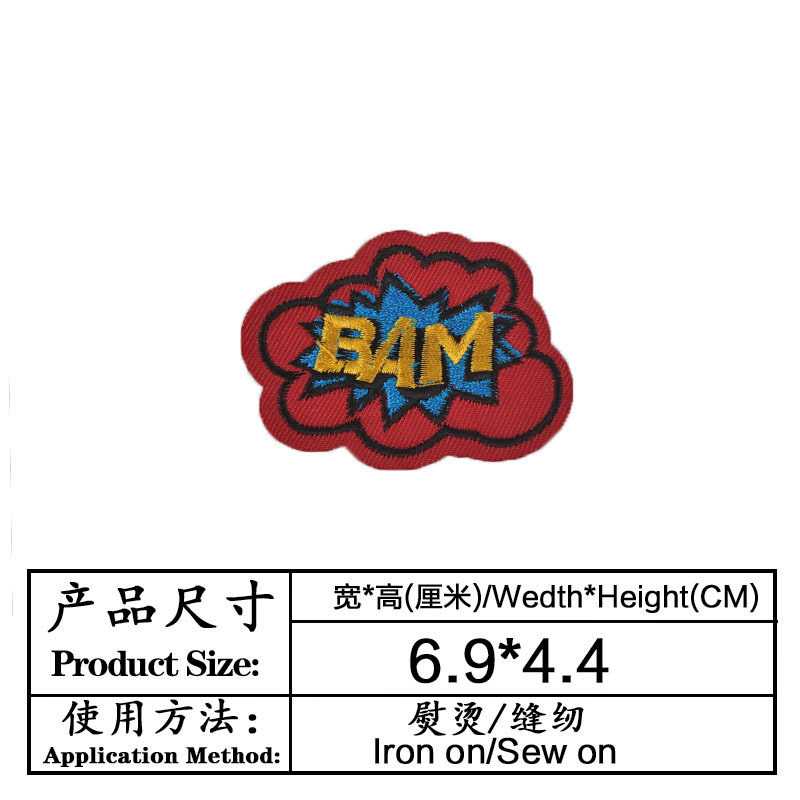 BAM
产品尺寸
Product Size:
宽*高(厘米)/Wedth*Height(CM)
6.9*4.4
使用方法：
Application Method:
熨烫/缝纫
Iron on/Sew on